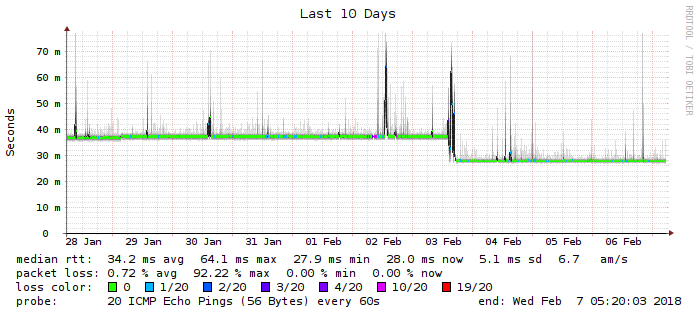 Last 10 Days
RRDTOOL / TOBI OETIKER
Seconds
70 m
60 m
50 m
40 m
30 m
20 m
10 m
0
28 Jan 29 Jan 30 Jan 31 Jan 01 Feb 02 Feb 03 Feb 04 Feb 05 Feb 06 Feb
median rtt: 34.2 ms avg 64.1 ms max 27.9 ms min 28.0 ms now 5.1 ms sd 6.7 am/s
packet loss: 0.72 % avg 92.22 % max 0.00 % min 0.00 % now
loss color: 0 1/20 2/20 3/20 4/20 10/20 19/20
probe: 20 ICMP Echo Pings (56 Bytes) every 60s end: Wed Feb 7 05:20:03 2018